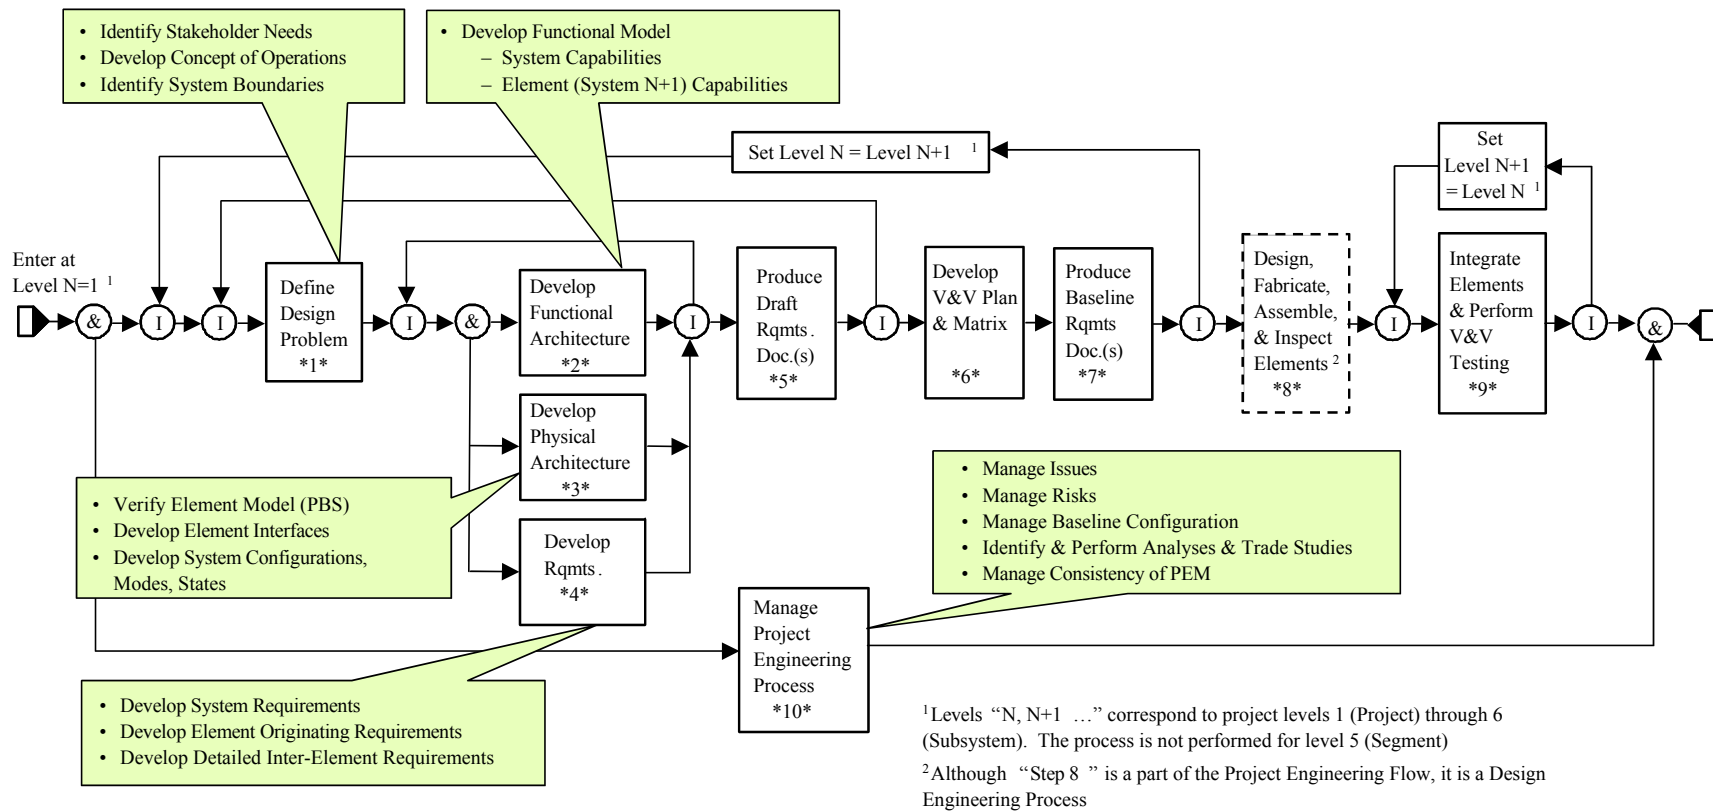 • Identify Stakeholder Needs
• Develop Concept of Operations
• Identify System Boundaries
• Develop Functional Model
– System Capabilities
– Element (System N+1) Capabilities
Set Level N = Level N+1 1
Set
Level N+1
= Level N 1
Enter at
Level N=1 1
&
I
I
Define
Design
Problem
*1*
I
&
Develop
Functional
Architecture
*2*
I
Produce
Draft
Rqmts.
Doc.(s)
*5*
I
Develop
V&V Plan
& Matrix
*6*
Produce
Baseline
Rqmts
Doc.(s)
*7*
I
Design,
Fabricate,
Assemble,
& Inspect
Elements 2
*8*
I
Integrate
Elements
& Perform
V&V
Testing
*9*
I
&
Develop
Physical
Architecture
*3*
• Verify Element Model (PBS)
• Develop Element Interfaces
• Develop System Configurations,
Modes, States
Develop
Rqmts.
*4*
• Manage Issues
• Manage Risks
• Manage Baseline Configuration
• Identify & Perform Analyses & Trade Studies
• Manage Consistency of PEM
Manage
Project
Engineering
Process
*10*
• Develop System Requirements
• Develop Element Originating Requirements
• Develop Detailed Inter-Element Requirements
1 Levels “N, N+1 …” correspond to project levels 1 (Project) through 6
(Subsystem). The process is not performed for level 5 (Segment)
2 Although “Step 8 ” is a part of the Project Engineering Flow, it is a Design
Engineering Process